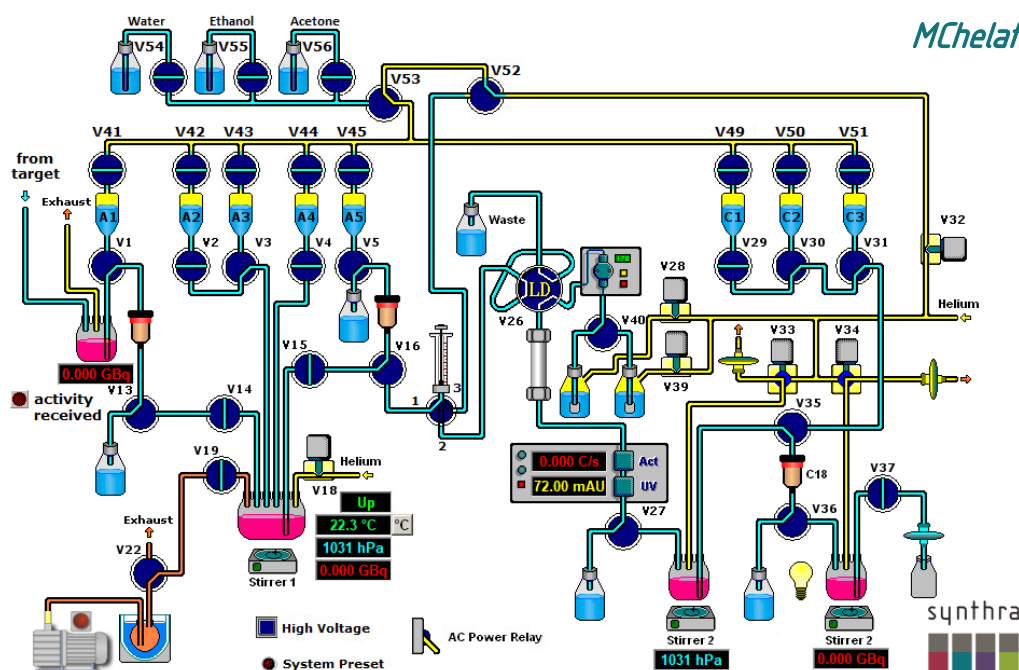 Water
Ethanol
Acetone
MChelaf
V54
V55
V56
V53
V52
V41
V42
V43
V44
V45
V49
V50
V51
from
target
Exhaust
A1
A2
A3
A4
A5
C1
C2
C3
Waste
V32
V1
V2
V3
V4
V5
V29
V30
V31
V28
170
LD
V26
Helium
V40
V33
V34
V15
V16
V39
0.000 GBq
activity
received
V13
V14
1
2
3
V35
V19
Helium
V18
0.000 C/s
Act
72.00 mAU
UV
C18
V37
V27
V36
Up
22.3 °C
°C
1031 hPa
0.000 GBq
Exhaust
V22
Stirrer 1
High Voltage
AC Power Relay
System Preset
Stirrer 2
1031 hPa
Stirrer 2
0.000 GBq
synthra